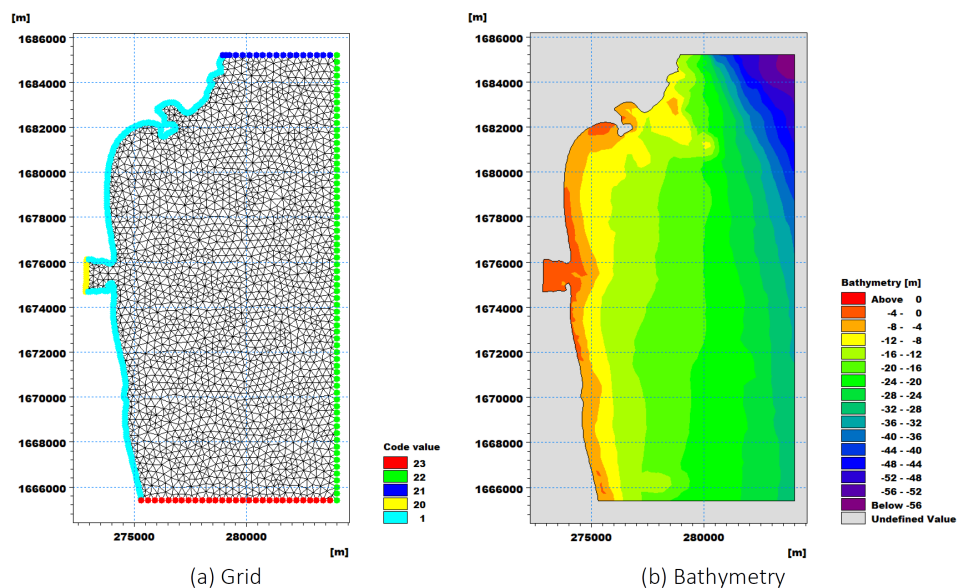 [m]
1686000
1684000
1682000
1680000
1678000
1676000
1674000
1672000
1670000
1668000
1666000
275000
280000
[m]
Code value
23
22
21
20
1
(a) Grid
[m]
1686000
1684000
1682000
1680000
1678000
1676000
1674000
1672000
1670000
1668000
1666000
275000
280000
[m]
Bathymetry [m]
Above 0
-4 - 0
-8 - -4
-12 - -8
-16 - -12
-20 - -16
-24 - -20
-28 - -24
-32 - -28
-36 - -32
-40 - -36
-44 - -40
-48 - -44
-52 - -48
-56 - -52
Below -56
Undefined Value
(b) Bathymetry